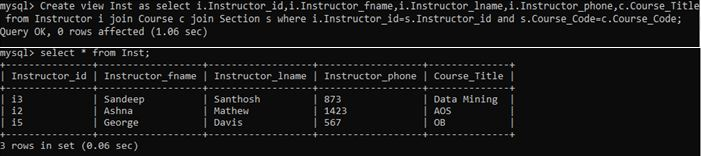 mysql> Create view Inst as select i.Instructor_id,i.Instructor_fname,i.Instructor_lname,i.Instructor_phone,c.Course_Title
from Instructor i join Course c join Section s where i.Instructor_id=s.Instructor_id and s.Course_Code=c.Course_Code;
Query OK, 0 rows affected (1.06 sec)
mysql> select * from Inst;
+---------------+------------------+------------------+------------------+--------------+
| Instructor_id | Instructor_fname | Instructor_lname | Instructor_phone | Course_Title |
+---------------+------------------+------------------+------------------+--------------+
| i3 | Sandeep | Santhosh | 873 | Data Mining |
| i2 | Ashna | Mathew | 1423 | AOS |
| i5 | George | Davis | 567 | OB |
+---------------+------------------+------------------+------------------+--------------+
3 rows in set (0.06 sec)